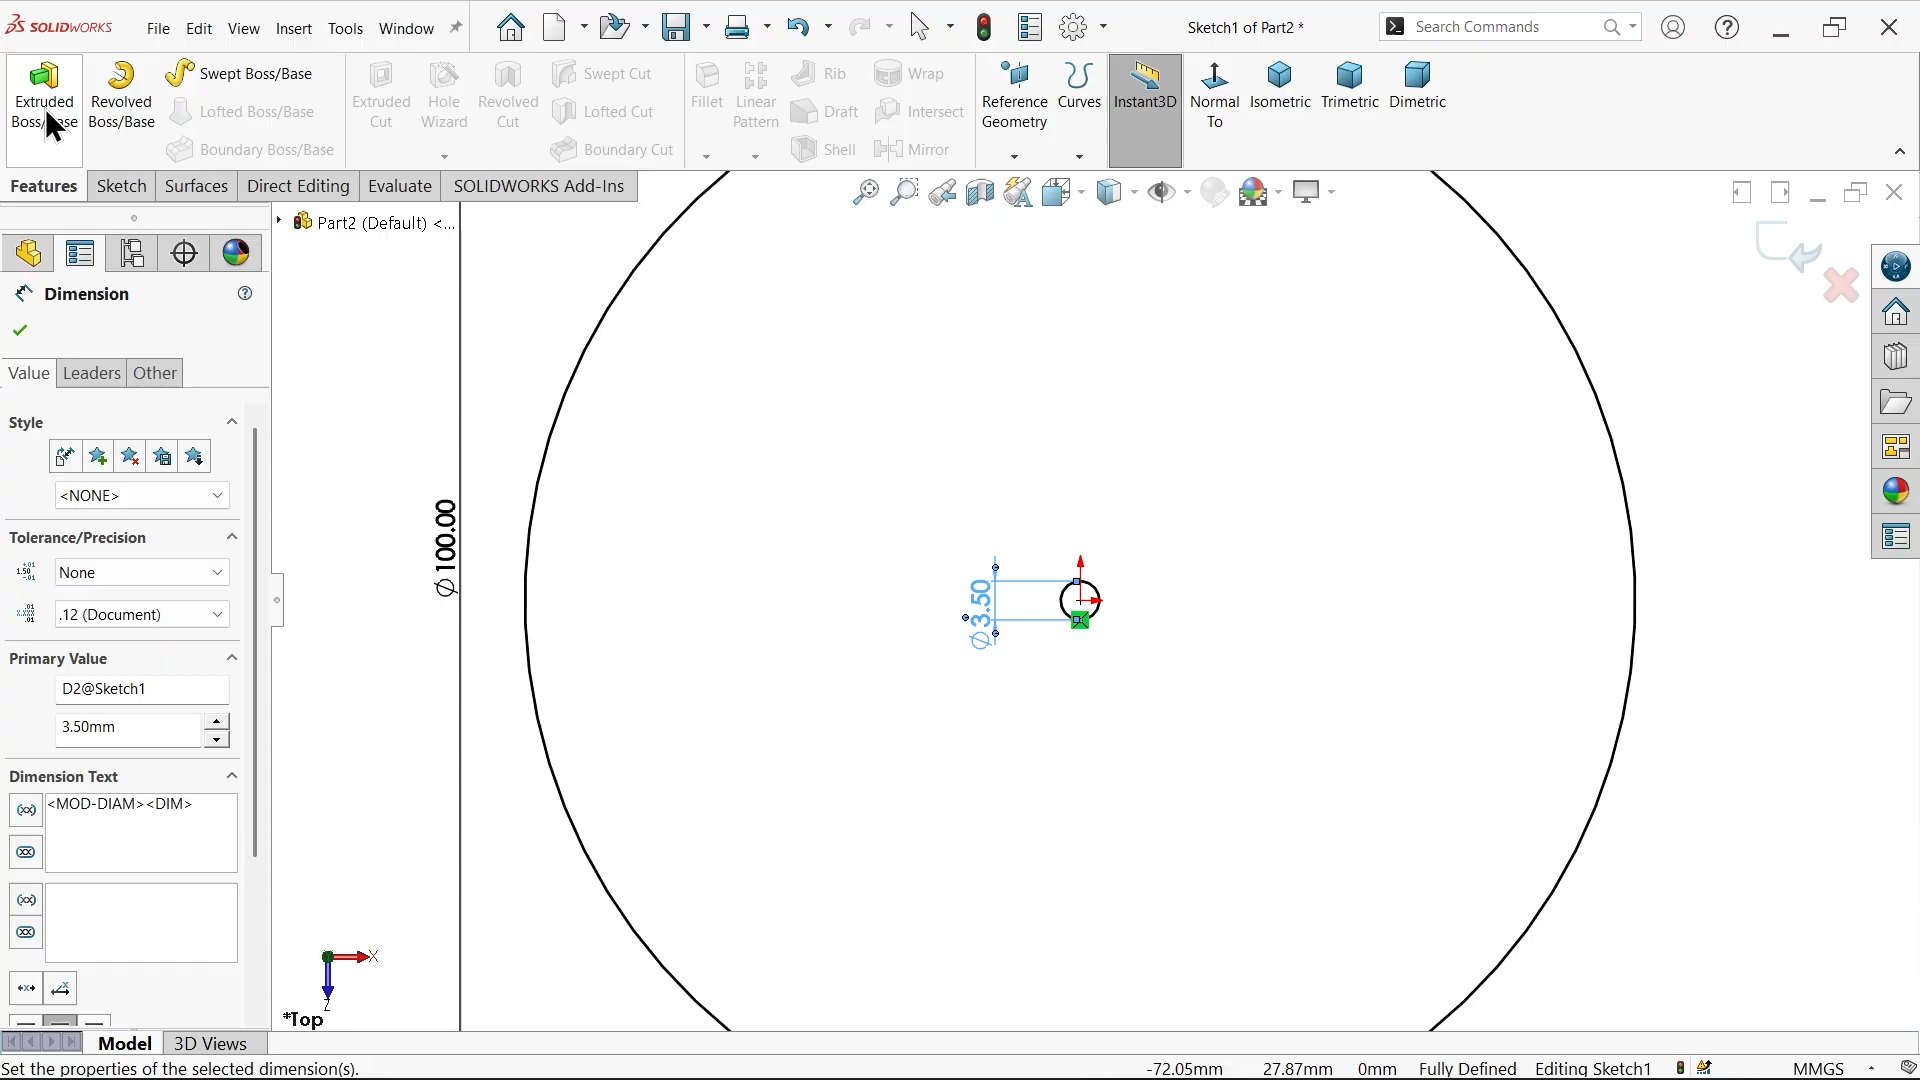 SOLIDWORKS
File Edit View Insert Tools Window
Sketch1 of Part2 *
Search Commands
Extruded Boss/Base
Revolved Boss/Base
Swept Boss/Base
Lofted Boss/Base
Boundary Boss/Base
Extruded Cut
Hole Wizard
Revolved Cut
Swept Cut
Lofted Cut
Boundary Cut
Fillet
Linear Pattern
Rib
Draft
Shell
Wrap
Intersect
Mirror
Reference Geometry
Curves
Instant3D
Normal To
Isometric
Trimetric
Dimetric
Features Sketch Surfaces Direct Editing Evaluate SOLIDWORKS Add-Ins
Part2 (Default) <...
Dimension
Value Leaders Other
Style
<NONE>
Tolerance/Precision
None
.12 (Document)
Primary Value
D2@Sketch1
3.50mm
Dimension Text
<MOD-DIAM><DIM>
∅100.00
∅3.50
X
Z
*Top
Model 3D Views
Set the properties of the selected dimension(s).
-72.05mm 27.87mm 0mm Fully Defined Editing Sketch1 MMGS